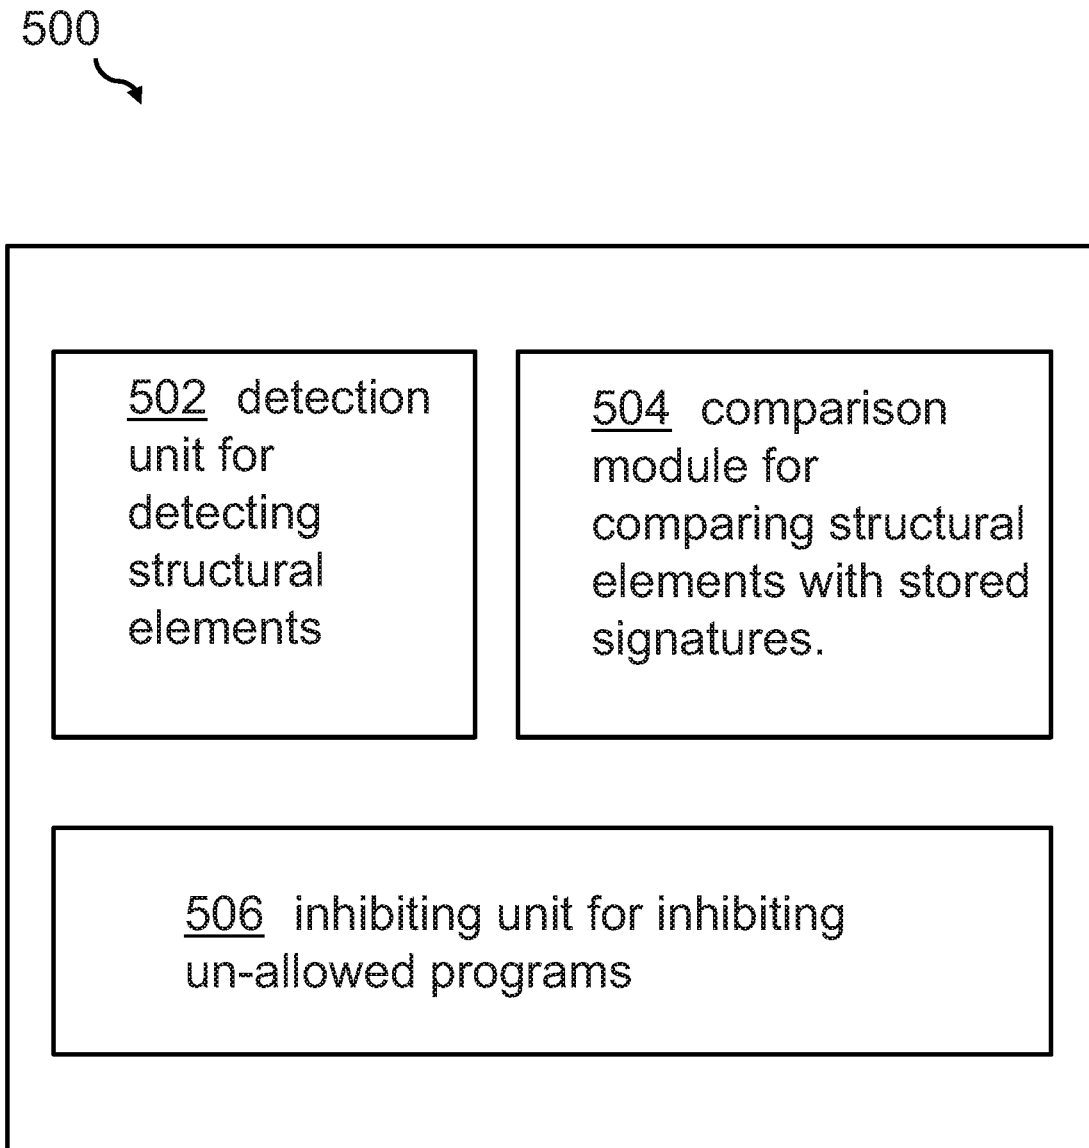 500
502 detection
unit for
detecting
structural
elements
504 comparison
module for
comparing structural
elements with stored
signatures.
506 inhibiting unit for inhibiting
un-allowed programs